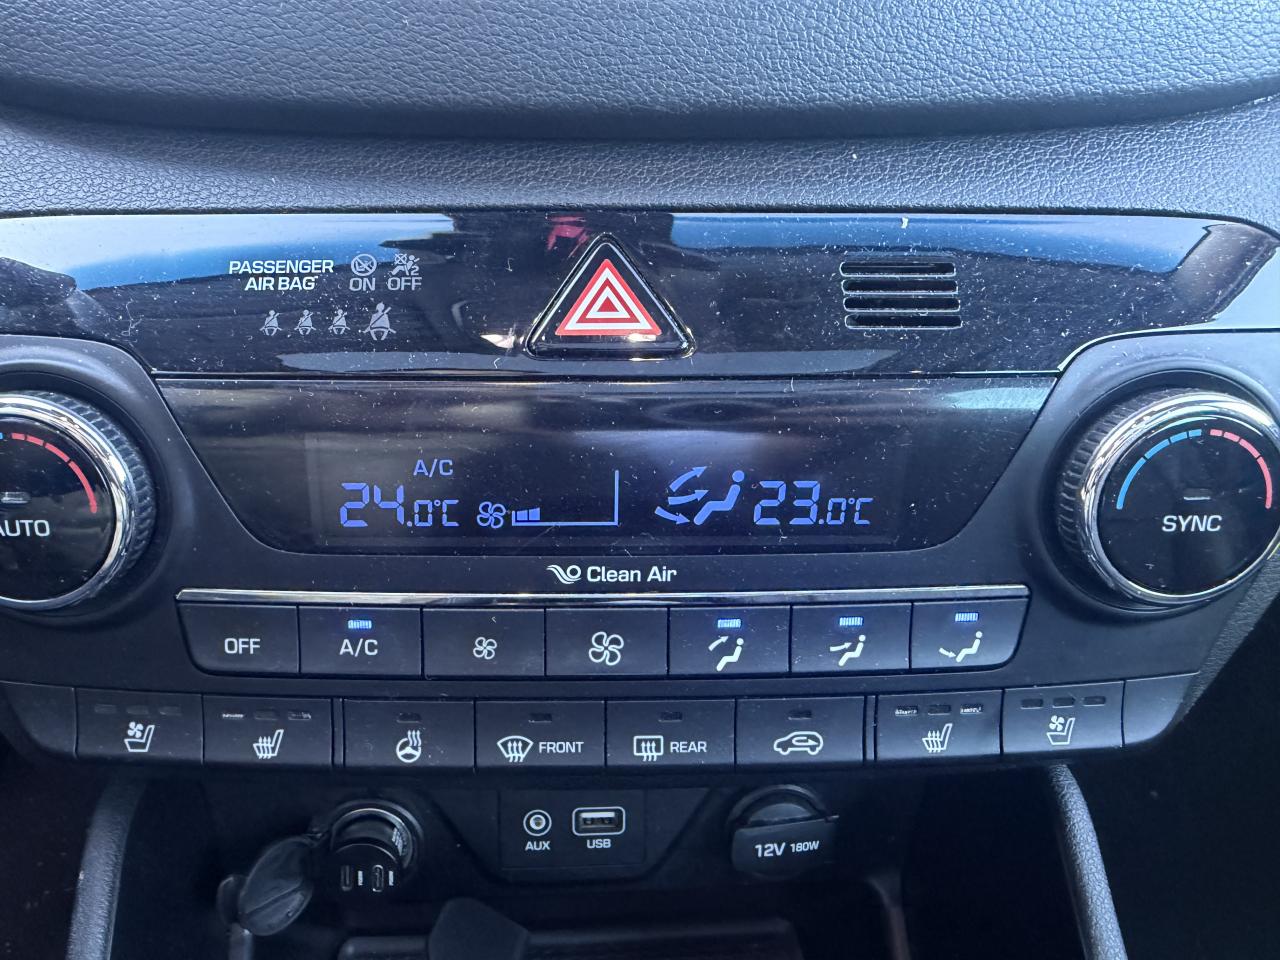 PASSENGER
AIR BAG
ON OFF
A/C
24.0°C
23.0°C
AUTO
SYNC
Clean Air
OFF
A/C
FRONT
REAR
AUX
USB
12V 180W